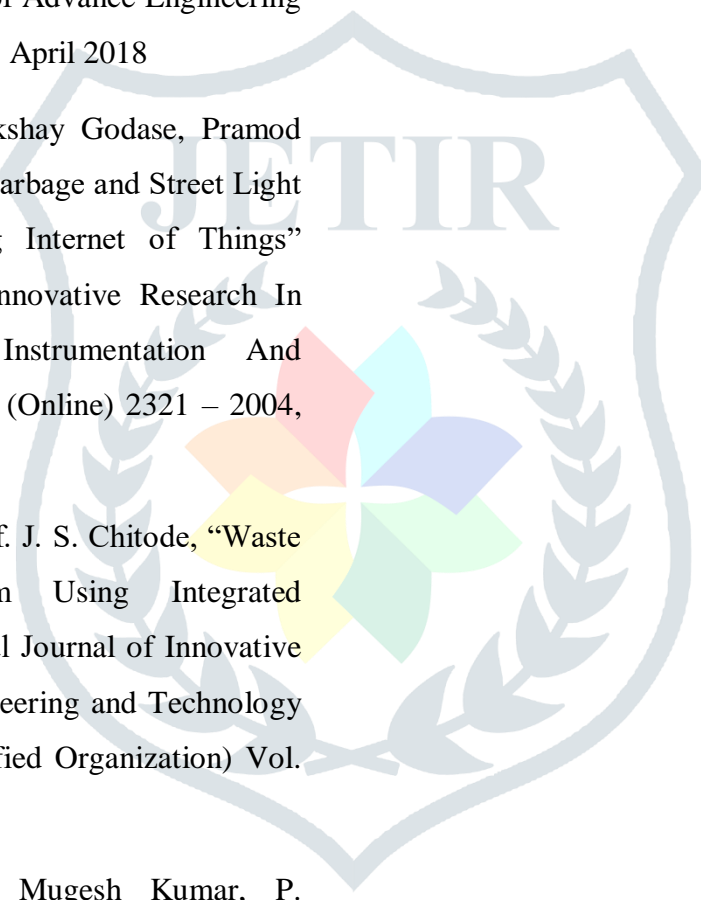 of Advance Engineering
April 2018
kshay Godase, Pramod
arbage and Street Light
Internet of Things”
nnovative Research In
Instrumentation And
(Online) 2321 – 2004,
f. J. S. Chitode, “Waste
Using Integrated
l Journal of Innovative
eering and Technology
fied Organization) Vol.
Mugesh Kumar, P.
JETIR